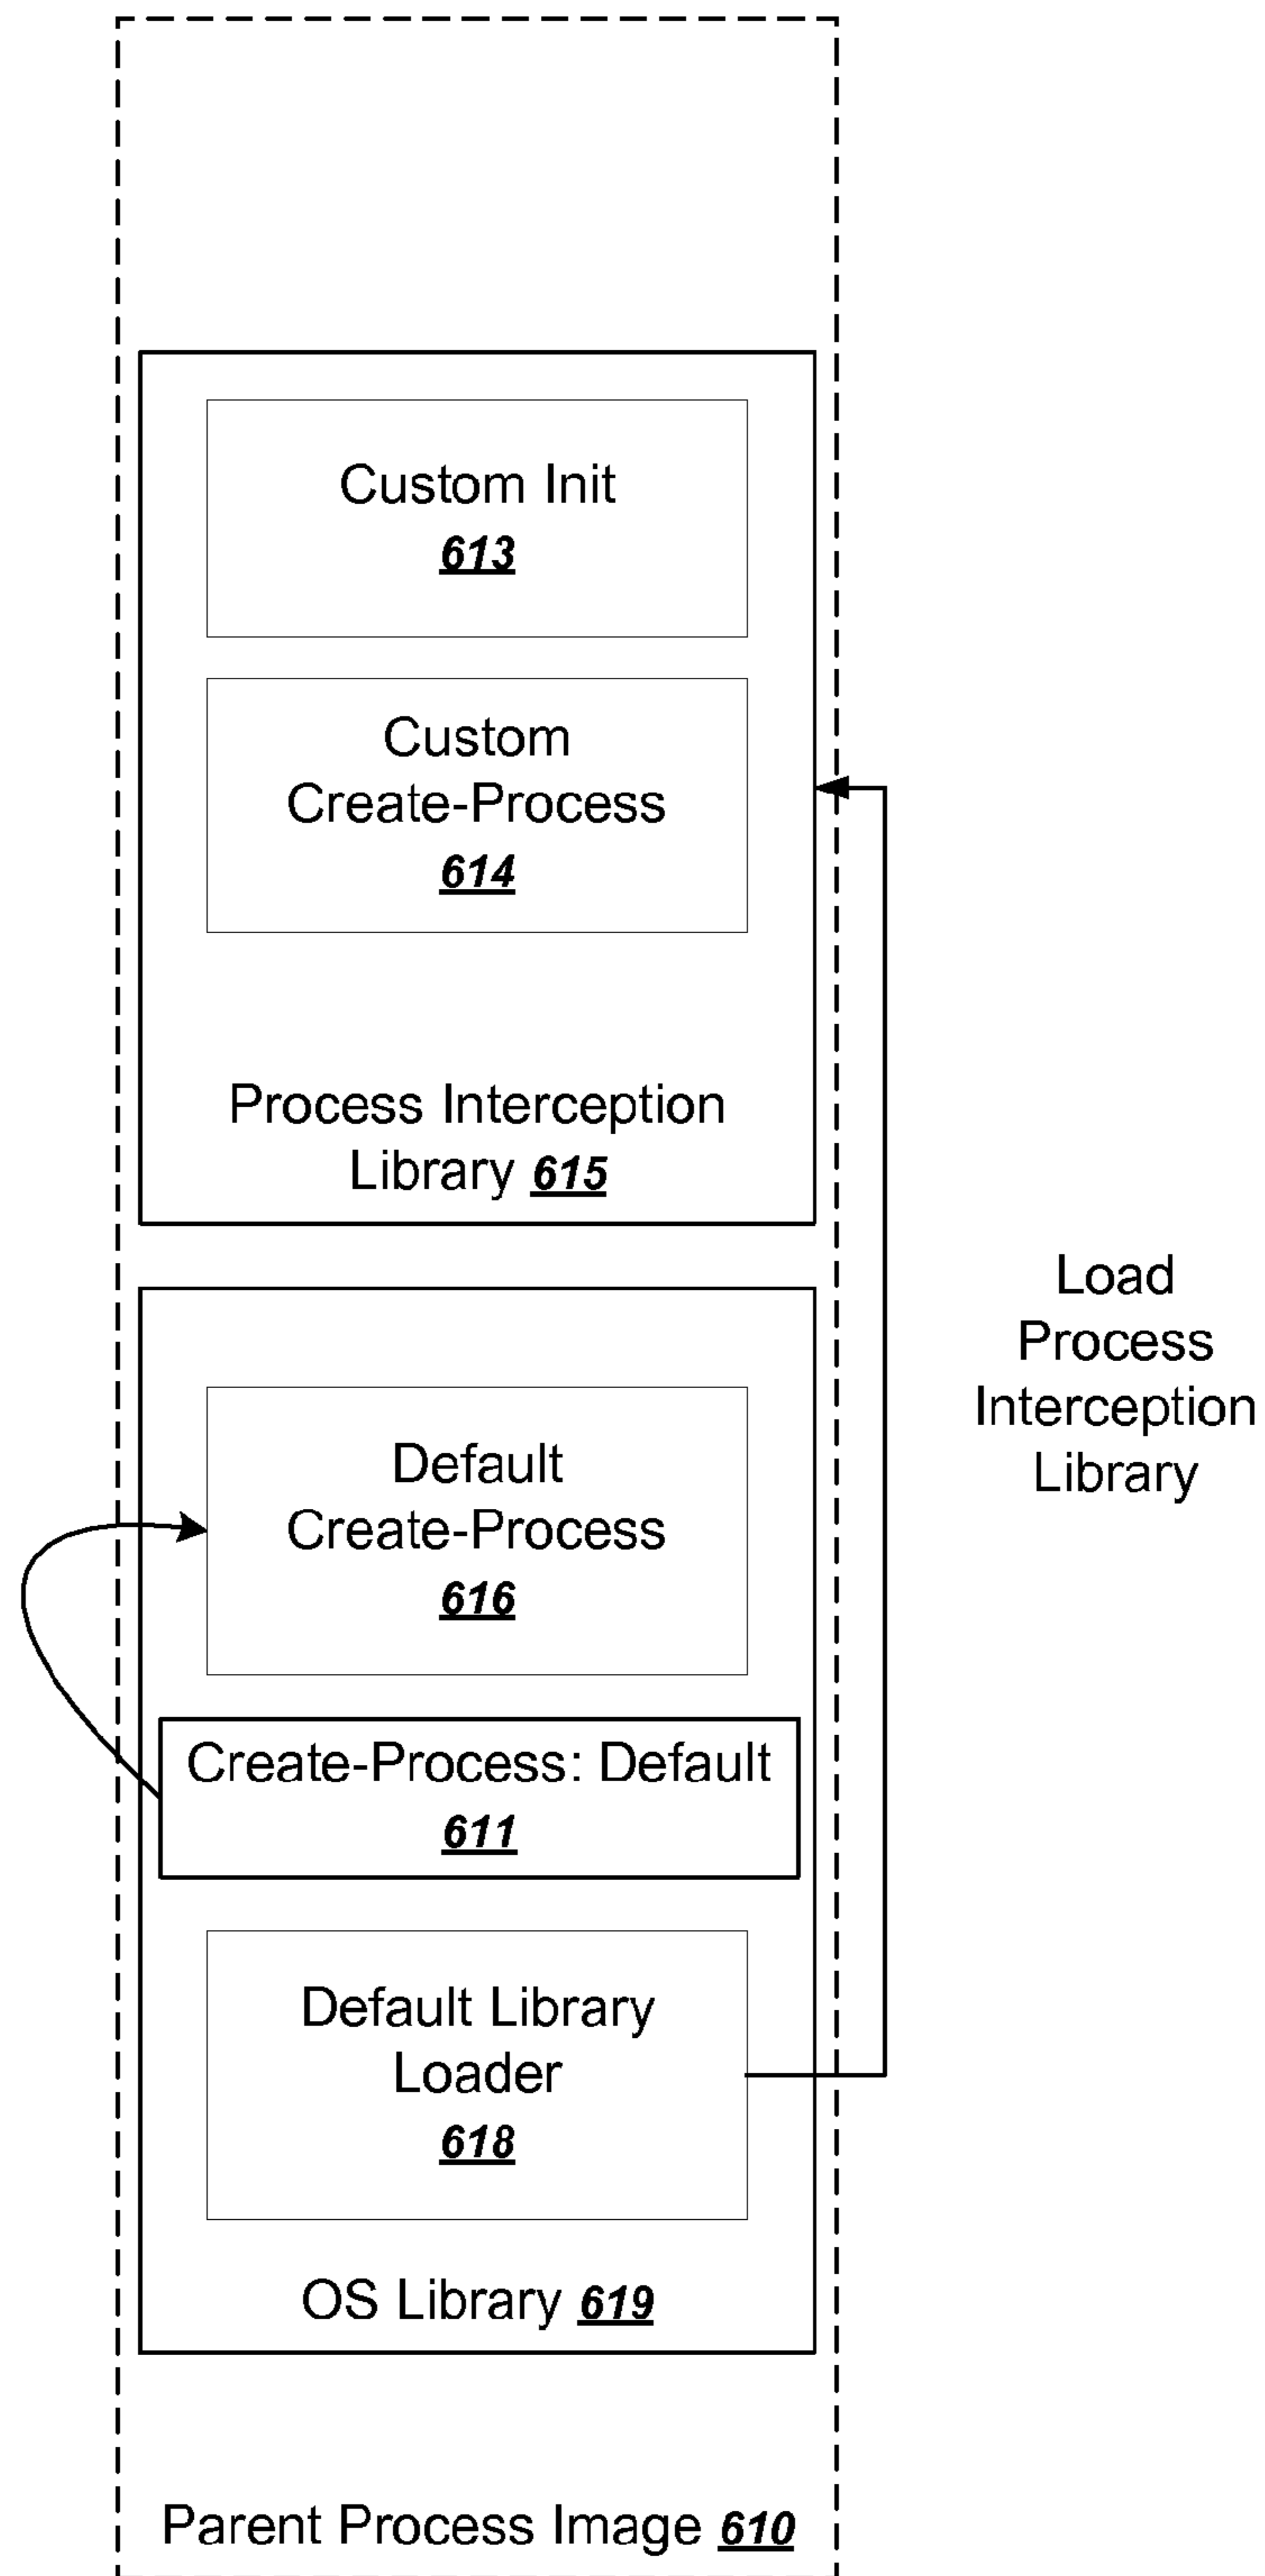 Custom Init
613
Custom
Create-Process
614
Process Interception
Library 615
Load
Process
Interception
Library
Default
Create-Process
616
Create-Process: Default
611
Default Library
Loader
618
OS Library 619
Parent Process Image 610